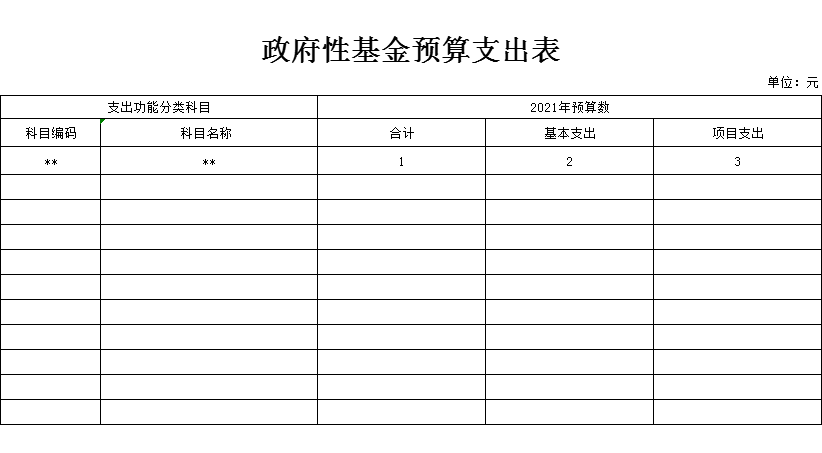 政府性基金预算支出表
单位：元
支出功能分类科目 2021年预算数
科目编码 科目名称 合计 基本支出 项目支出
** ** 1 2 3